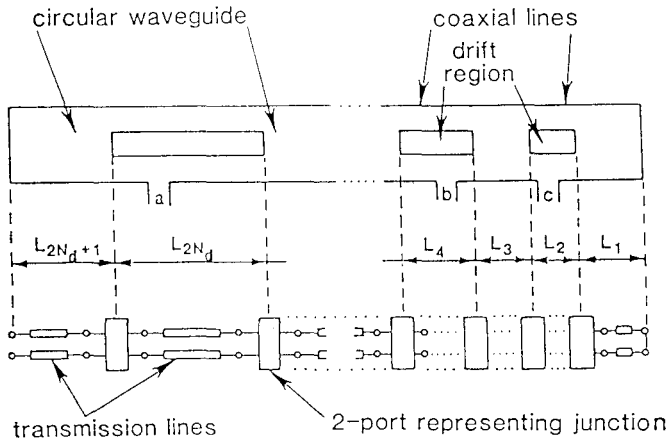 circular waveguide
coaxial lines
drift
region
a
b
c
L2Nd+1
L2Nd
L4
L3
L2
L1
transmission lines
2-port representing junction